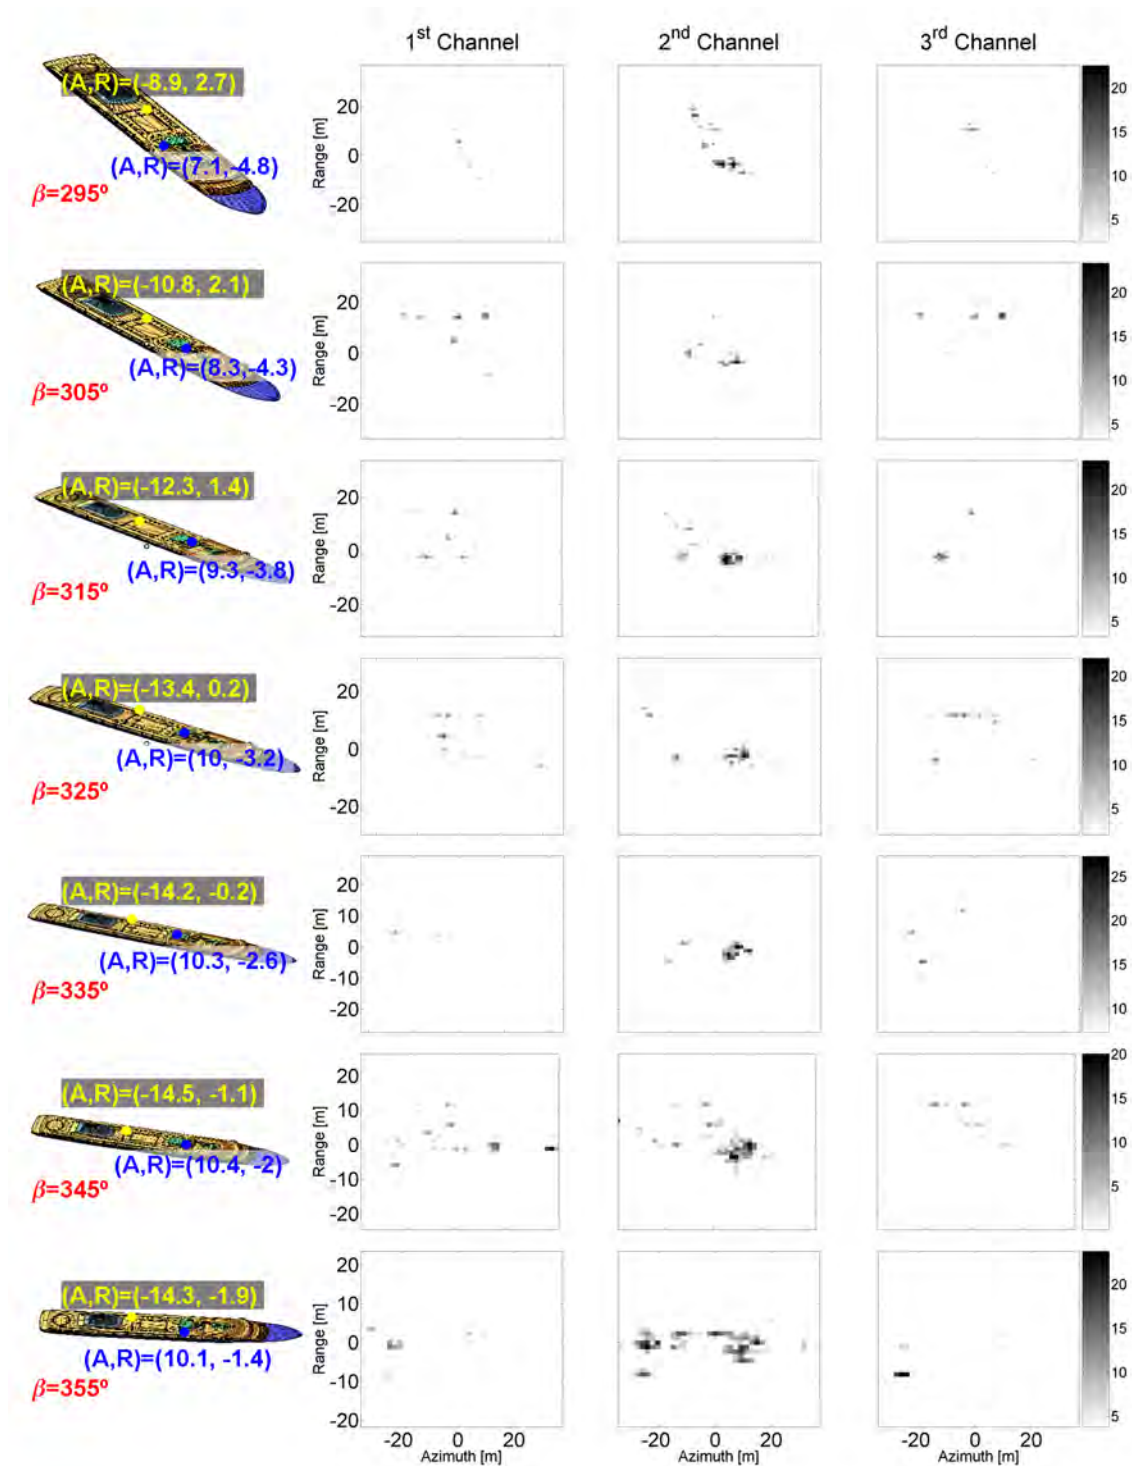 1st Channel 2nd Channel 3rd Channel
(A,R)=(-8.9, 2.7)
(A,R)=(7.1,-4.8)
β=295º
Range [m]
20
0
-20
Range [m]
20
15
10
5
(A,R)=(-10.8, 2.1)
(A,R)=(8.3,-4.3)
β=305º
Range [m]
20
0
-20
Range [m]
20
15
10
5
(A,R)=(-12.3, 1.4)
(A,R)=(9.3,-3.8)
β=315º
Range [m]
20
0
-20
Range [m]
20
15
10
5
(A,R)=(-13.4, 0.2)
(A,R)=(10, -3.2)
β=325º
Range [m]
20
0
-20
Range [m]
20
15
10
5
(A,R)=(-14.2, -0.2)
(A,R)=(10.3, -2.6)
β=335º
Range [m]
20
10
0
-10
-20
Range [m]
25
20
15
10
(A,R)=(-14.5, -1.1)
(A,R)=(10.4, -2)
β=345º
Range [m]
20
10
0
-10
-20
Range [m]
20
15
10
5
(A,R)=(-14.3, -1.9)
(A,R)=(10.1, -1.4)
β=355º
Range [m]
20
10
0
-10
-20
Range [m]
20
15
10
5
-20 0 20 -20 0 20 -20 0 20
Azimuth [m] Azimuth [m] Azimuth [m]